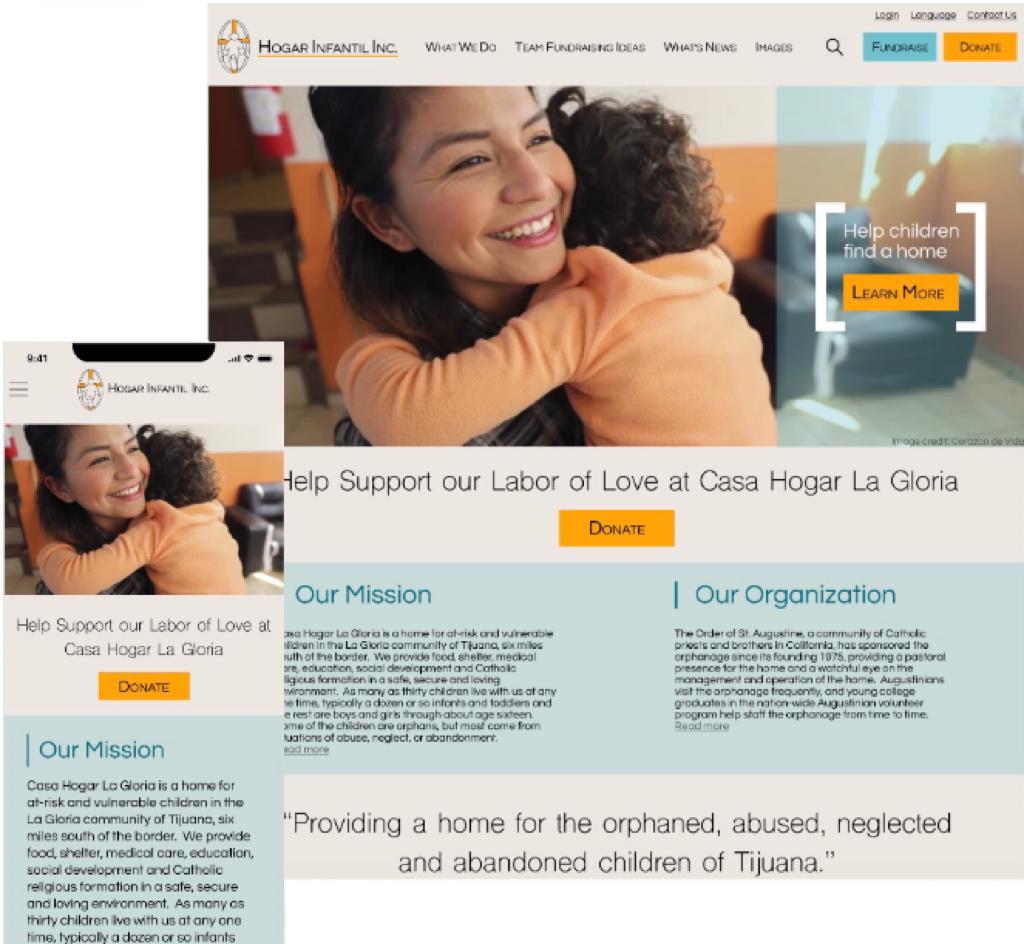 Login Language Contact Us
Hogar Infantil Inc. What We Do Team Fundraising Ideas What's News Images Fundraise Donate
Help children
find a home
Learn More
Image credit: Corazon de Vida
Help Support our Labor of Love at Casa Hogar La Gloria
Donate
Our Mission
asa Hogar La Gloria is a home for at-risk and vulnerable
hildren in the La Gloria community of Tijuana, six miles
uth of the border. We provide food, shelter, medical
re, education, social development and Catholic
ligious formation in a safe, secure and loving
nvironment. As many as thirty children live with us at any
e time, typically a dozen or so infants and toddlers and
e rest are boys and girls through about age sixteen.
ome of the children are orphans, but most come from
tuations of abuse, neglect, or abandonment.
ead more
Our Organization
The Order of St. Augustine, a community of Catholic
priests and brothers in California, has sponsored the
orphanage since its founding 1975, providing a pastoral
presence for the home and a watchful eye on the
management and operation of the home. Augustinians
visit the orphanage frequently, and young college
graduates in the nation-wide Augustinian volunteer
program help staff the orphanage from time to time.
Read more
“Providing a home for the orphaned, abused, neglected
and abandoned children of Tijuana.”
9:41
Hogar Infantil Inc.
Help Support our Labor of Love at
Casa Hogar La Gloria
Donate
Our Mission
Casa Hogar La Gloria is a home for
at-risk and vulnerable children in the
La Gloria community of Tijuana, six
miles south of the border. We provide
food, shelter, medical care, education,
social development and Catholic
religious formation in a safe, secure
and loving environment. As many as
thirty children live with us at any one
time, typically a dozen or so infants